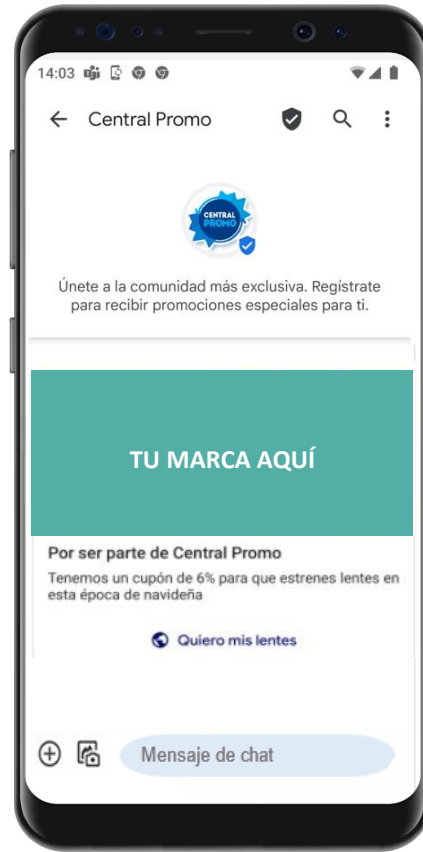 14:03
Central Promo
CENTRAL
PROMO
Únete a la comunidad más exclusiva. Regístrate
para recibir promociones especiales para ti.
TU MARCA AQUÍ
Por ser parte de Central Promo
Tenemos un cupón de 6% para que estrenes lentes en
esta época de navideña
Quiero mis lentes
Mensaje de chat